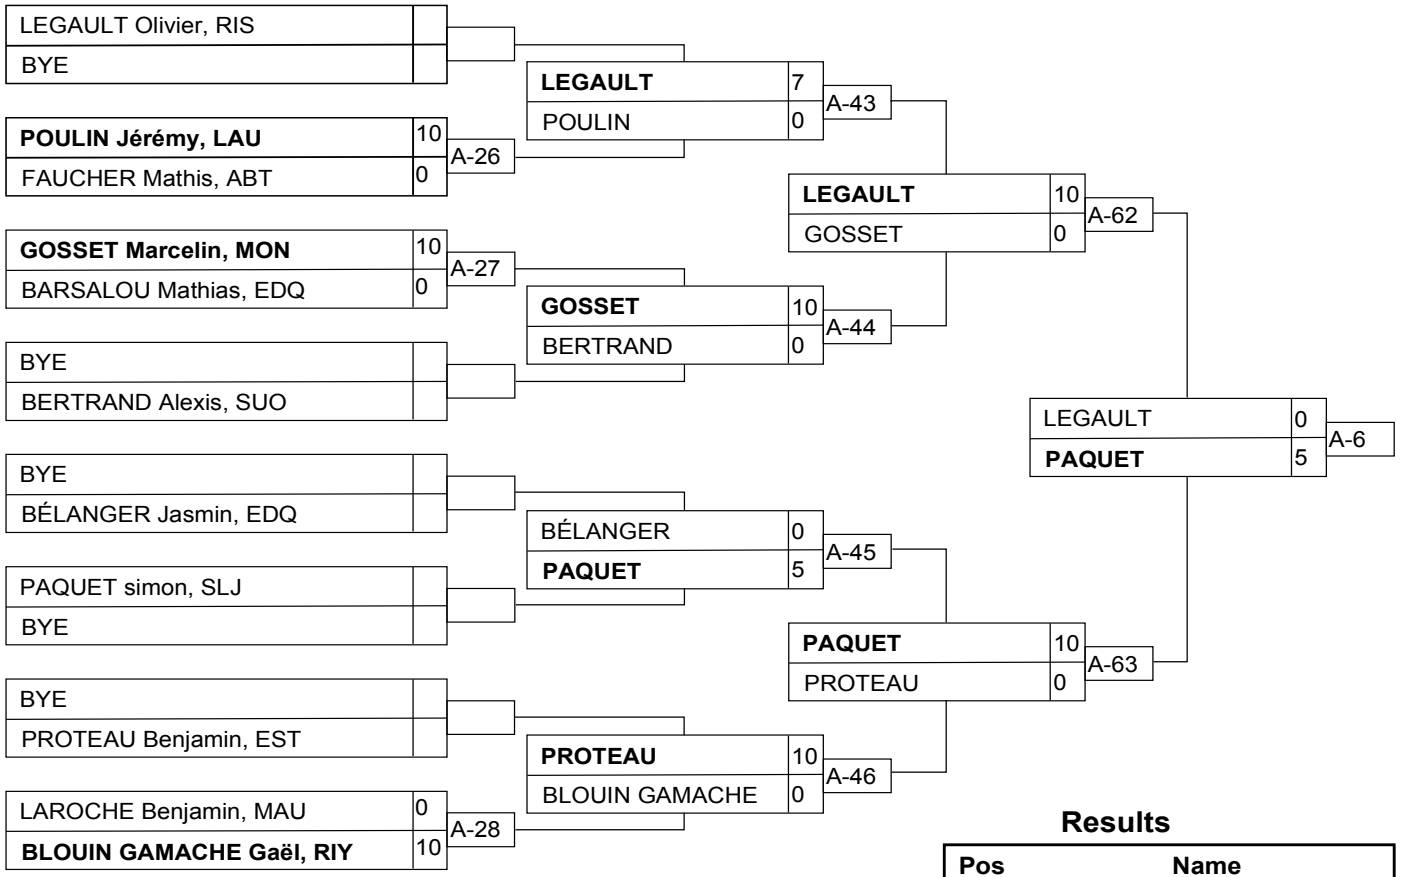 LEGAULT Olivier, RIS
BYE
POULIN Jérémy, LAU 10
FAUCHER Mathis, ABT 0
A-26
GOSSET Marcelin, MON 10
BARSALOU Mathias, EDQ 0
A-27
BYE
BERTRAND Alexis, SUO
BYE
BÉLANGER Jasmin, EDQ
PAQUET simon, SLJ
BYE
BYE
PROTEAU Benjamin, EST
LAROCHE Benjamin, MAU 0
BLOUIN GAMACHE Gaël, RIY 10
A-28
LEGAULT 7
POULIN 0
A-43
GOSSET 10
BERTRAND 0
A-44
BÉLANGER 0
PAQUET 5
A-45
PROTEAU 10
BLOUIN GAMACHE 0
A-46
LEGAULT 10
GOSSET 0
A-62
PAQUET 10
PROTEAU 0
A-63
LEGAULT 0
PAQUET 5
A-6
Results
Pos Name